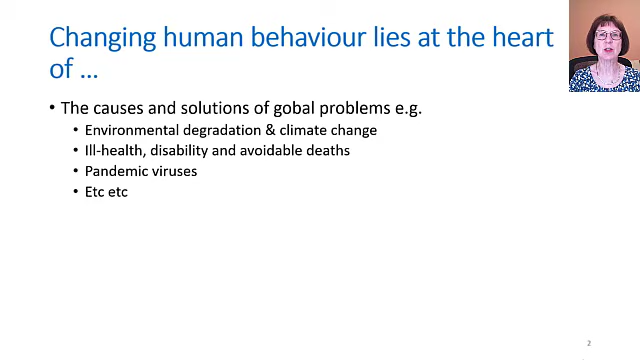 Changing human behaviour lies at the heart
of ...
• The causes and solutions of gobal problems e.g.
• Environmental degradation & climate change
• Ill-health, disability and avoidable deaths
• Pandemic viruses
• Etc etc
2